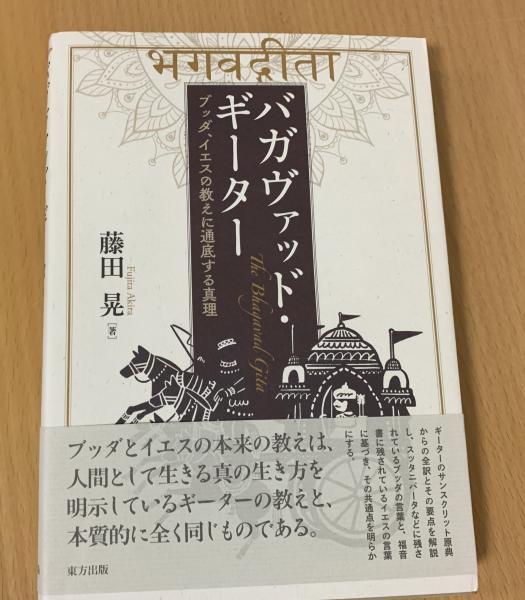 भगवद्गीता
バガヴァッド・
ギーター
ブッダ、イエスの教えに通底する真理
The Bhagavad Gita
藤田 晃
[著]
Fujita Akira
ブッダとイエスの本来の教えは、
人間として生きる真の生き方を
明示しているギーターの教えと、
本質的に全く同じものである。
東方出版
ギーターのサンスクリット原典
からの全訳とその要点を解説
し、スッタニパータなどに残さ
れているブッダの言葉と、福音
書に残されているイエスの言葉
に基づき、その共通点を明らか
にする。